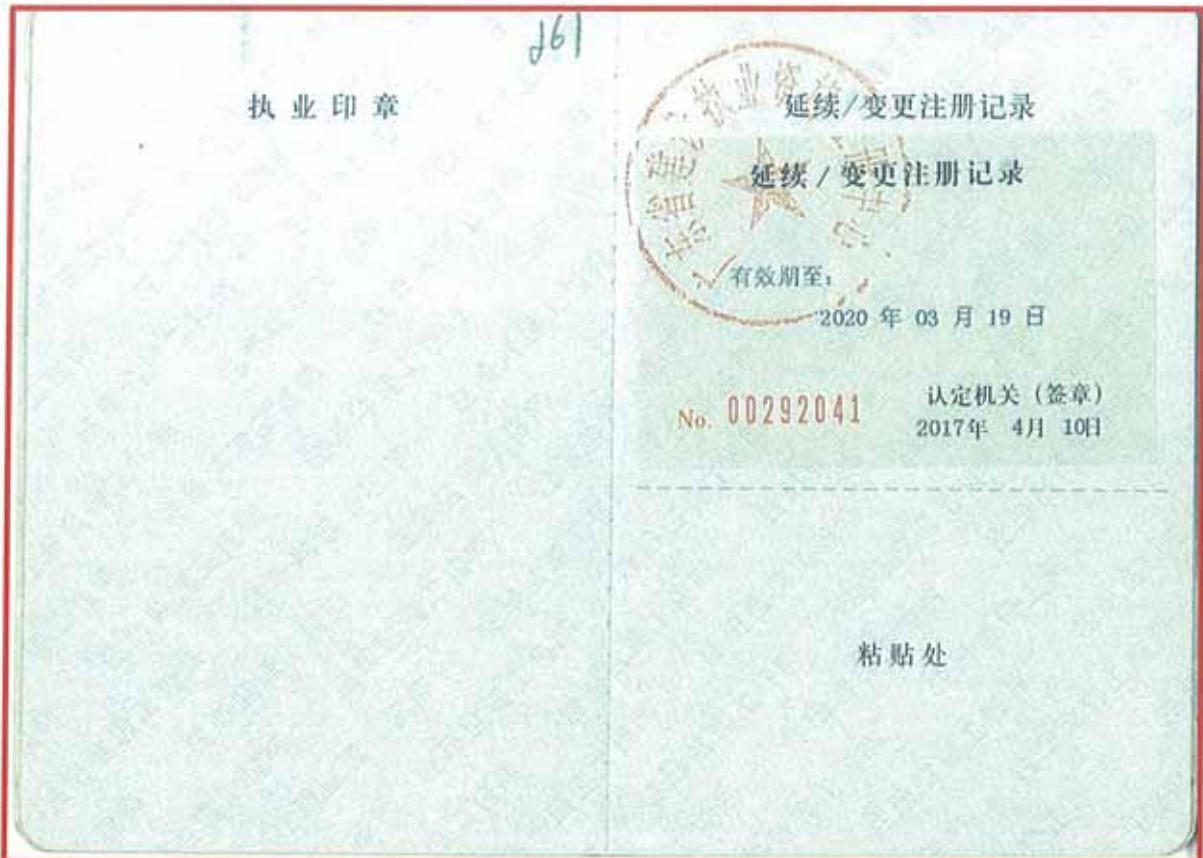 161
执业印章
延续/变更注册记录
延续/变更注册记录
有效期至:
2020 年 03 月 19 日
No. 00292041
认定机关（签章）
2017年 4月 10日
粘贴处